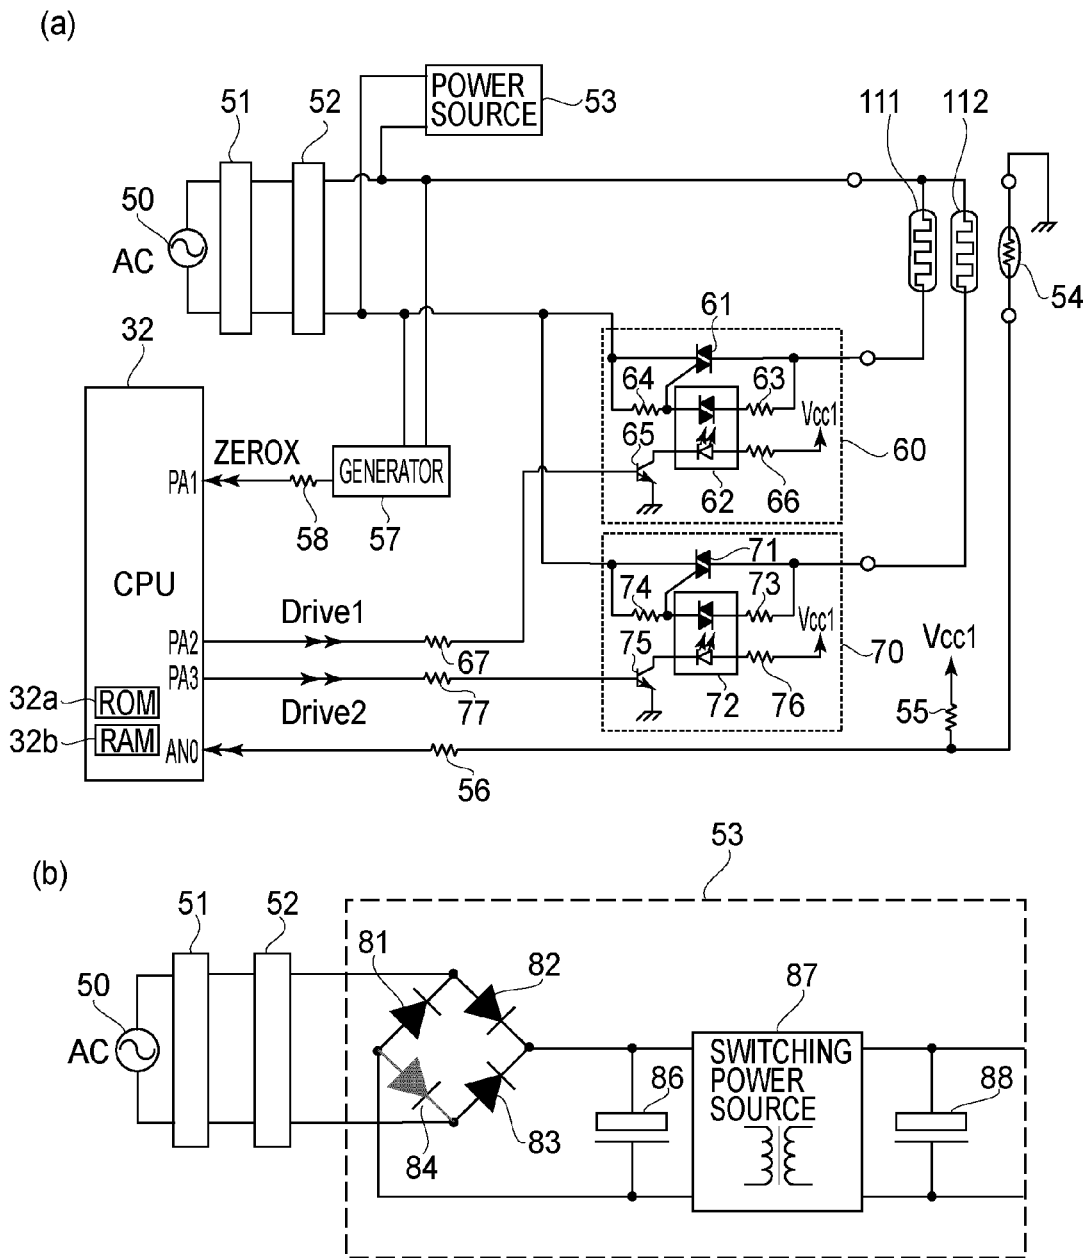 (a)
POWER
SOURCE
53
51
52
111
112
50
AC
54
32
61
64
63
Vcc1
65
60
ZEROX
GENERATOR
PA1
62
66
58
57
71
CPU
74
73
Drive1
Vcc1
PA2
67
75
70
Vcc1
PA3
32a
ROM
Drive2
77
72
76
55
32b
RAM
AN0
56
(b)
53
51
52
81
82
50
87
AC
SWITCHING
POWER
SOURCE
86
88
84
83